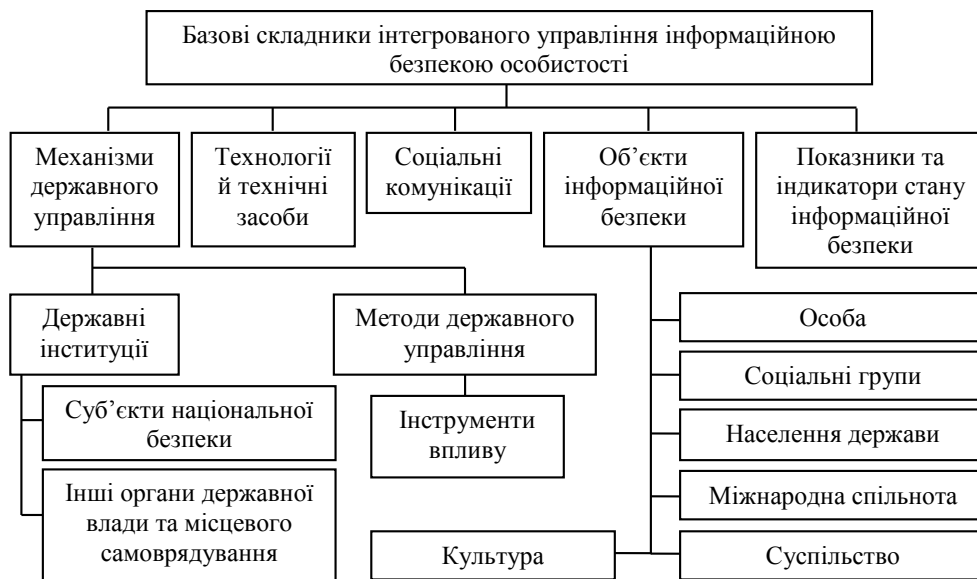 Базові складники інтегрованого управління інформаційною
безпекою особистості
Механізми
державного
управління
Технології
й технічні
засоби
Соціальні
комунікації
Об’єкти
інформаційної
безпеки
Показники та
індикатори стану
інформаційної
безпеки
Державні
інституції
Методи державного
управління
Особа
Соціальні групи
Суб’єкти національної
безпеки
Інструменти
впливу
Населення держави
Інші органи державної
влади та місцевого
самоврядування
Міжнародна спільнота
Культура
Суспільство